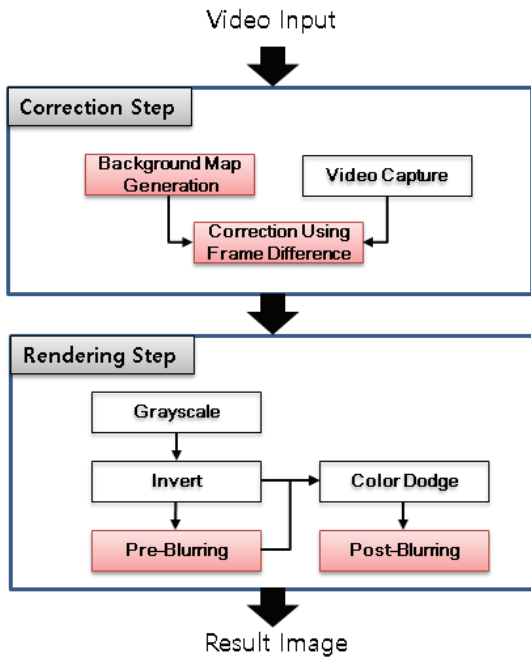 Video Input
Correction Step
Background Map
Generation
Video Capture
Correction Using
Frame Difference
Rendering Step
Grayscale
Invert
Color Dodge
Pre-Blurring
Post-Blurring
Result Image